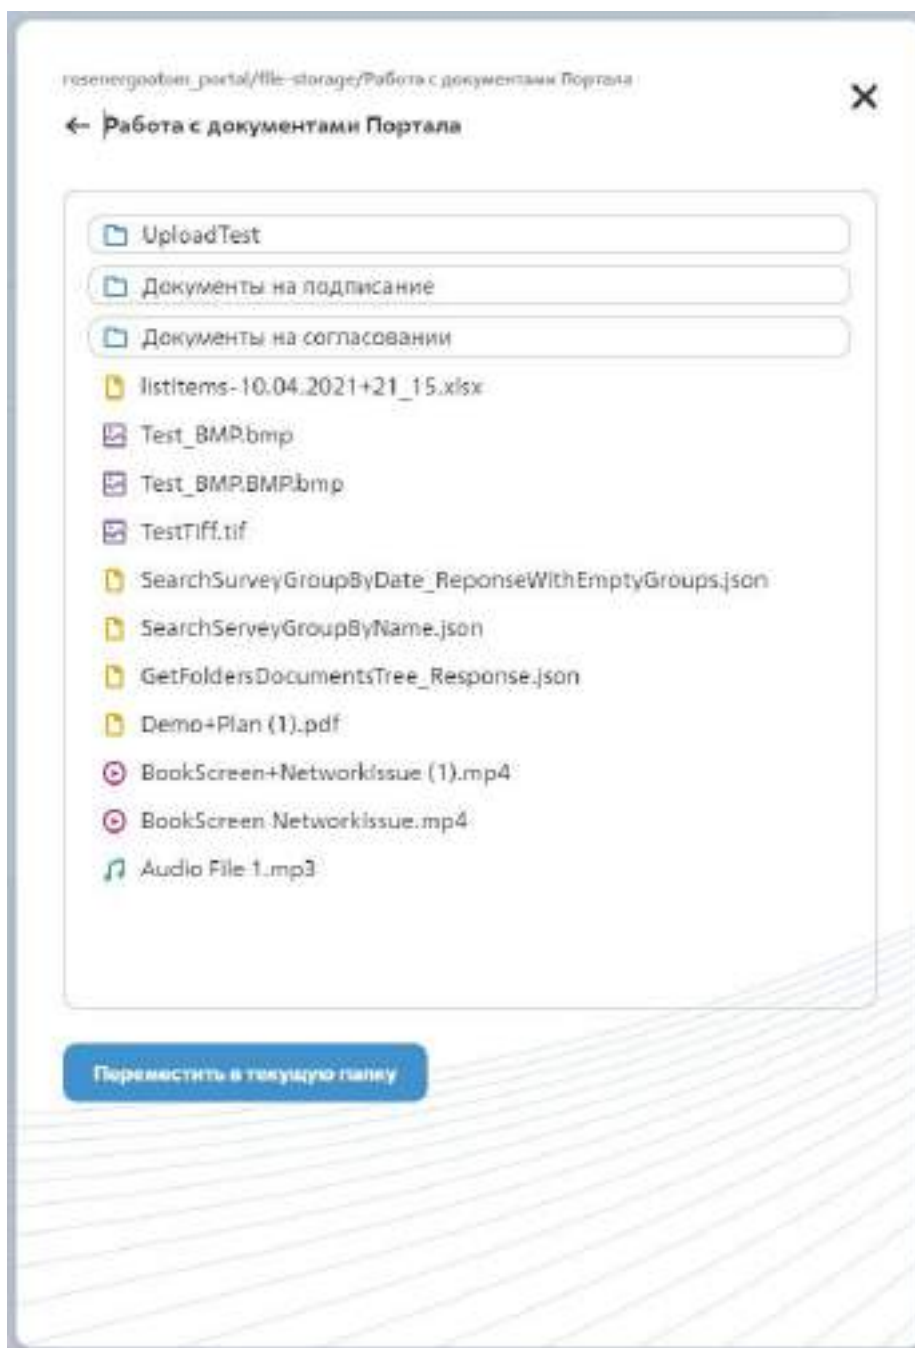 rosenergoatom_portal/file-storage/Работа с документами Портала
← Работа с документами Портала
UploadTest
Документы на подписание
Документы на согласовании
listItems-10.04.2021+21_15.xlsx
Test_BMP.bmp
Test_BMP.BMP.bmp
TestTiff.tif
SearchSurveyGroupByDate_ReponseWithEmptyGroups.json
SearchServeyGroupByName.json
GetFoldersDocumentsTree_Response.json
Demo+Plan (1).pdf
BookScreen+NetworkIssue (1).mp4
BookScreen NetworkIssue.mp4
Audio File 1.mp3
Переместить в текущую папку